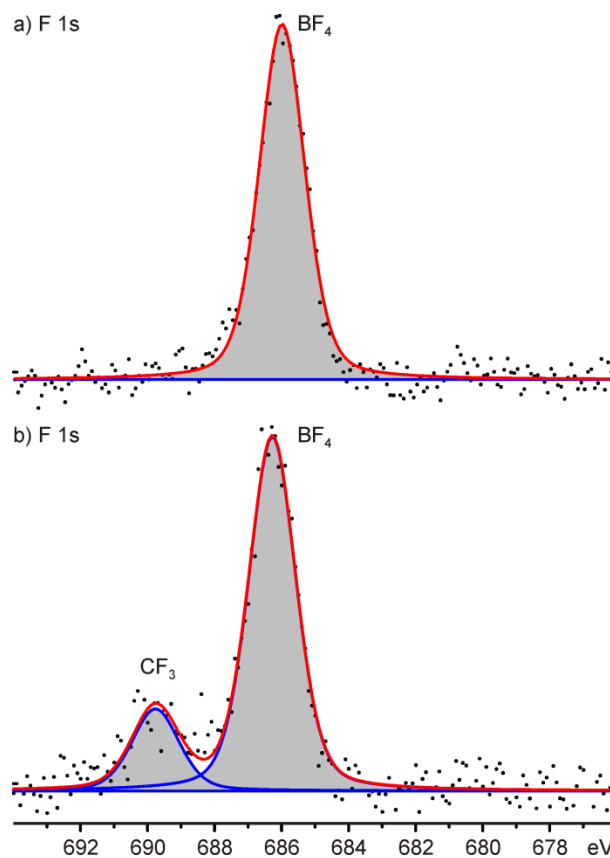 a) F 1s
BF₄
b) F 1s
BF₄
CF₃
692 690 688 686 684 682 680 678 eV